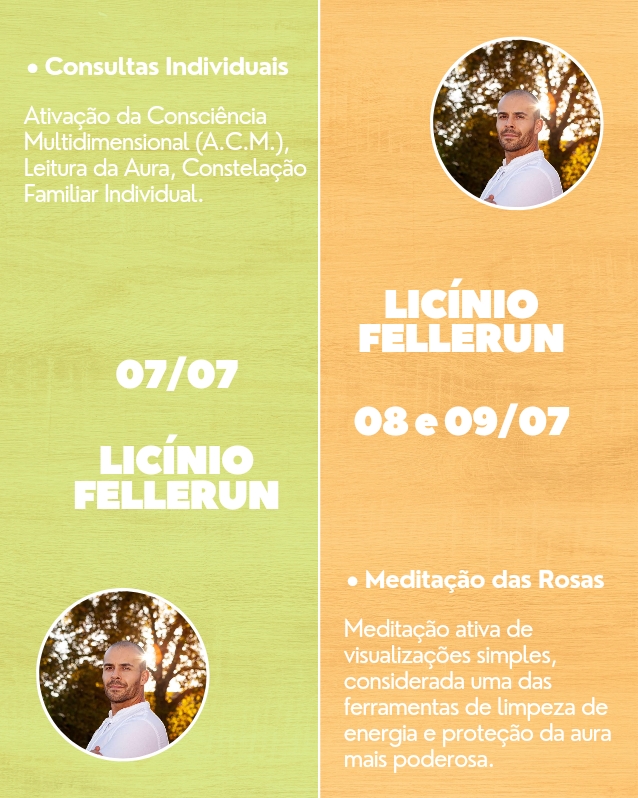 • Consultas Individuais
Ativação da Consciência
Multidimensional (A.C.M.),
Leitura da Aura, Constelação
Familiar Individual.
07/07
LICÍNIO
FELLERUN
LICÍNIO
FELLERUN
08 e 09/07
• Meditação das Rosas
Meditação ativa de
visualizações simples,
considerada uma das
ferramentas de limpeza de
energia e proteção da aura
mais poderosa.